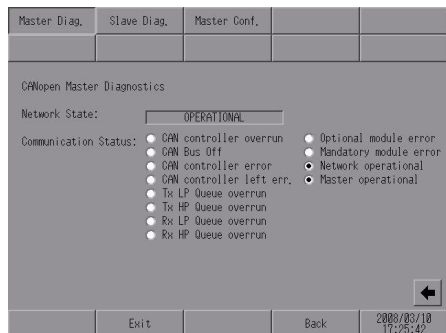 Master Diag. Slave Diag. Master Conf.
CANopen Master Diagnostics
Network State: OPERATIONAL
Communication Status:
CAN controller overrun
CAN Bus Off
CAN controller error
CAN controller left err.
Tx LP Queue overrun
Tx HP Queue overrun
Rx LP Queue overrun
Rx HP Queue overrun
Optional module error
Mandatory module error
Network operational
Master operational
Exit Back 2008/03/10
17:25:42